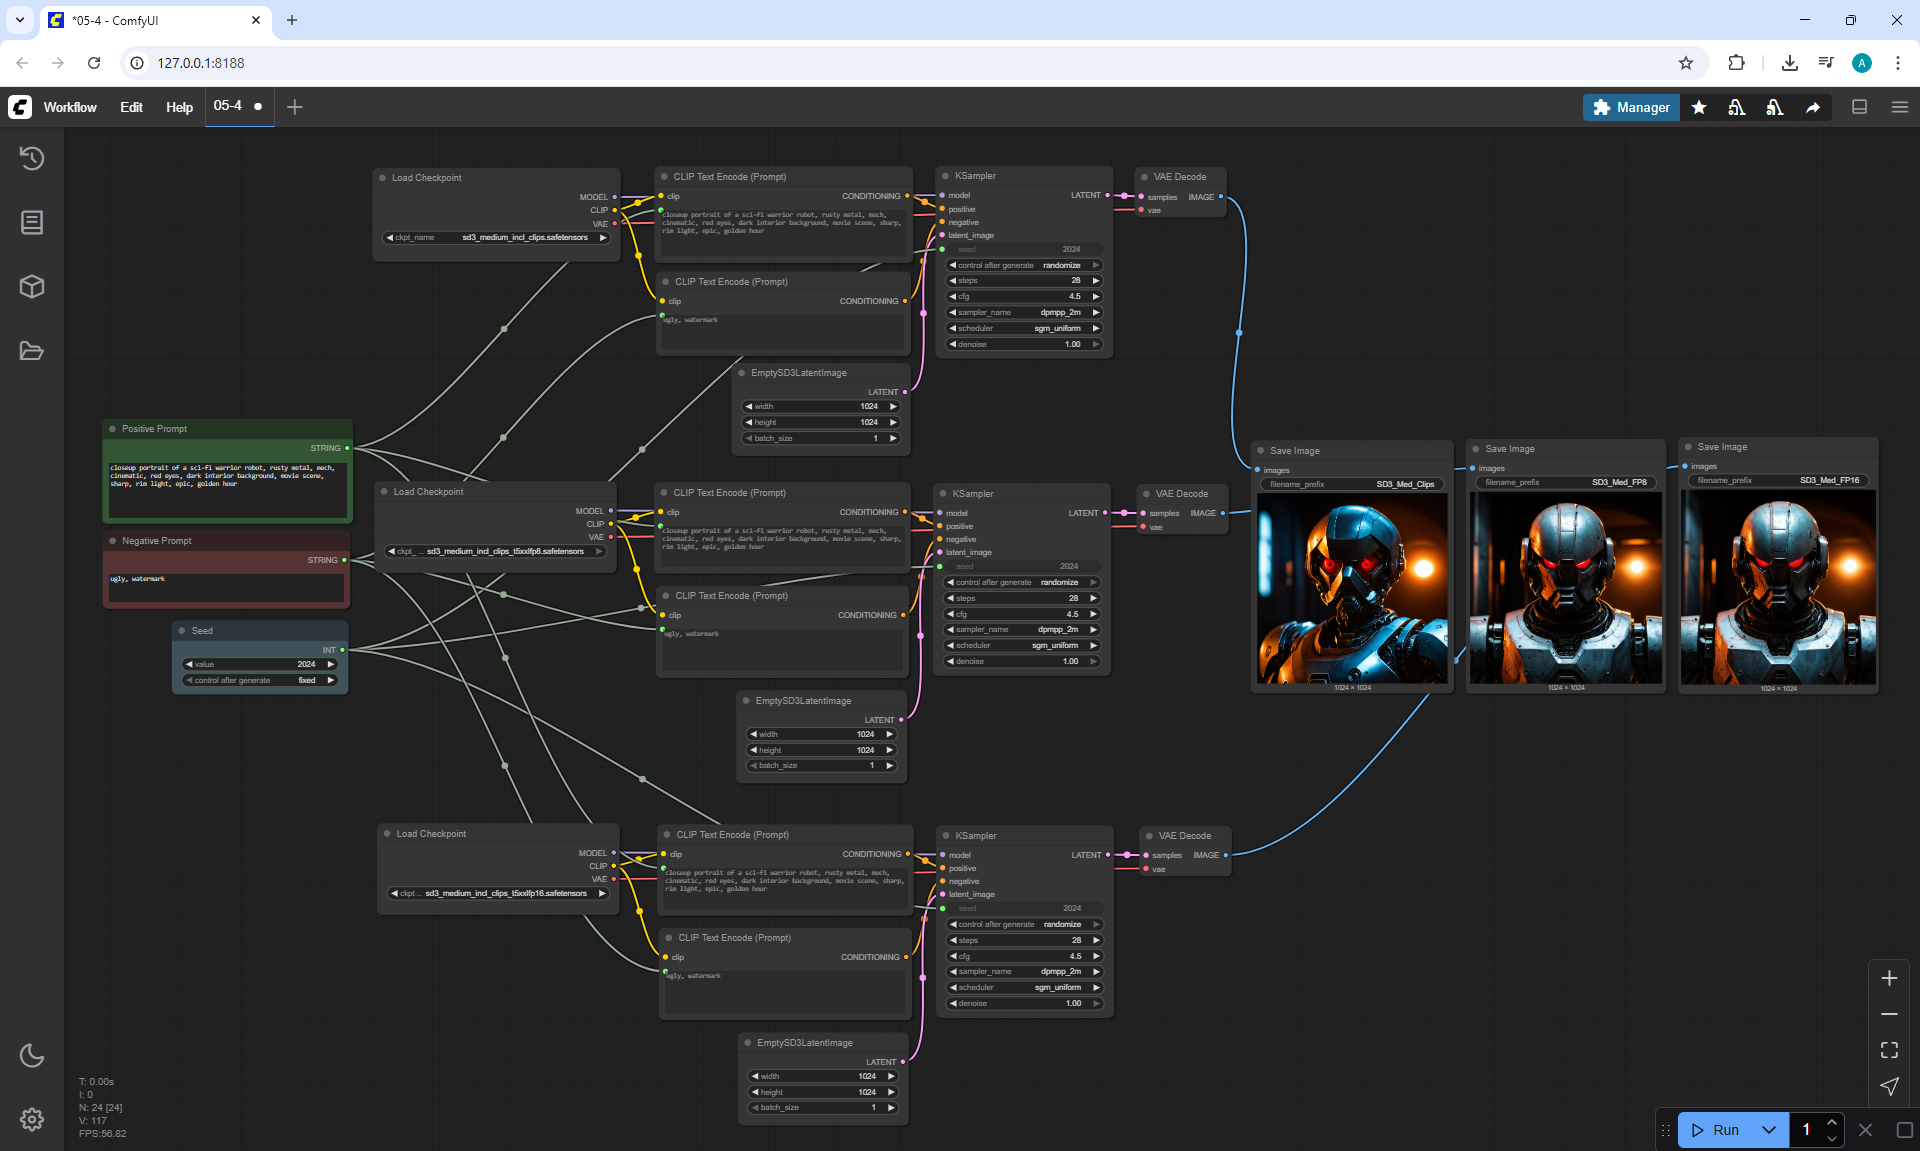 *05-4 - ComfyUI
127.0.0.1:8188
Workflow Edit Help 05-4
Manager
Load Checkpoint
MODEL
CLIP
VAE
ckpt_name sd3_medium_incl_clips.safetensors
CLIP Text Encode (Prompt)
clip CONDITIONING
closeup portrait of a sci-fi warrior robot, rusty metal, mech,
cinematic, red eyes, dark interior background, movie scene, sharp,
rim light, epic, golden hour
CLIP Text Encode (Prompt)
clip CONDITIONING
ugly, watermark
EmptySD3LatentImage
LATENT
width 1024
height 1024
batch_size 1
KSampler
model LATENT
positive
negative
latent_image
seed 2024
control after generate randomize
steps 28
cfg 4.5
sampler_name dpmpp_2m
scheduler sgm_uniform
denoise 1.00
VAE Decode
samples IMAGE
vae
Positive Prompt
STRING
closeup portrait of a sci-fi warrior robot, rusty metal, mech,
cinematic, red eyes, dark interior background, movie scene,
sharp, rim light, epic, golden hour
Negative Prompt
STRING
ugly, watermark
Seed
INT
value 2024
control after generate fixed
Load Checkpoint
MODEL
CLIP
VAE
ckpt_ ... sd3_medium_incl_clips_t5xxlfp8.safetensors
CLIP Text Encode (Prompt)
clip CONDITIONING
closeup portrait of a sci-fi warrior robot, rusty metal, mech,
cinematic, red eyes, dark interior background, movie scene, sharp,
rim light, epic, golden hour
CLIP Text Encode (Prompt)
clip CONDITIONING
ugly, watermark
EmptySD3LatentImage
LATENT
width 1024
height 1024
batch_size 1
KSampler
model LATENT
positive
negative
latent_image
seed 2024
control after generate randomize
steps 28
cfg 4.5
sampler_name dpmpp_2m
scheduler sgm_uniform
denoise 1.00
VAE Decode
samples IMAGE
vae
Save Image
images
filename_prefix SD3_Med_Clips
1024 × 1024
Save Image
images
filename_prefix SD3_Med_FP8
1024 × 1024
Save Image
images
filename_prefix SD3_Med_FP16
1024 × 1024
Load Checkpoint
MODEL
CLIP
VAE
ckpt ... sd3_medium_incl_clips_t5xxlfp16.safetensors
CLIP Text Encode (Prompt)
clip CONDITIONING
closeup portrait of a sci-fi warrior robot, rusty metal, mech,
cinematic, red eyes, dark interior background, movie scene, sharp,
rim light, epic, golden hour
CLIP Text Encode (Prompt)
clip CONDITIONING
ugly, watermark
EmptySD3LatentImage
LATENT
width 1024
height 1024
batch_size 1
KSampler
model LATENT
positive
negative
latent_image
seed 2024
control after generate randomize
steps 28
cfg 4.5
sampler_name dpmpp_2m
scheduler sgm_uniform
denoise 1.00
VAE Decode
samples IMAGE
vae
T: 0.00s
I: 0
N: 24 [24]
V: 117
FPS:56.82
Run 1
A